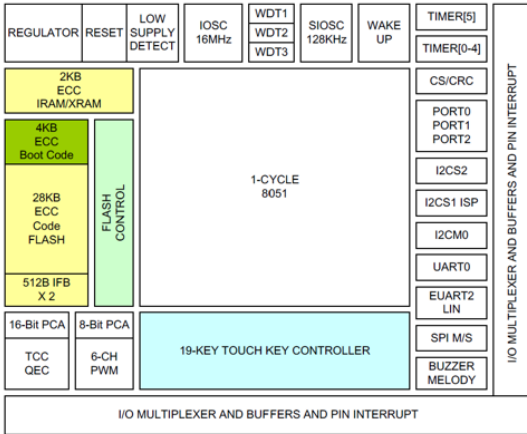 REGULATOR
RESET
LOW
SUPPLY
DETECT
IOSC
16MHz
WDT1
WDT2
WDT3
SIOSC
128KHz
WAKE
UP
TIMER[5]
TIMER[0-4]
2KB
ECC
IRAM/XRAM
4KB
ECC
Boot Code
28KB
ECC
Code
FLASH
512B IFB
X 2
FLASH
CONTROL
1-CYCLE
8051
CS/CRC
PORT0
PORT1
PORT2
I2CS2
I2CS1 ISP
I2CM0
UART0
EUART2
LIN
SPI M/S
BUZZER
MELODY
16-Bit PCA
8-Bit PCA
TCC
QEC
6-CH
PWM
19-KEY TOUCH KEY CONTROLLER
I/O MULTIPLEXER AND BUFFERS AND PIN INTERRUPT
I/O MULTIPLEXER AND BUFFERS AND PIN INTERRUPT